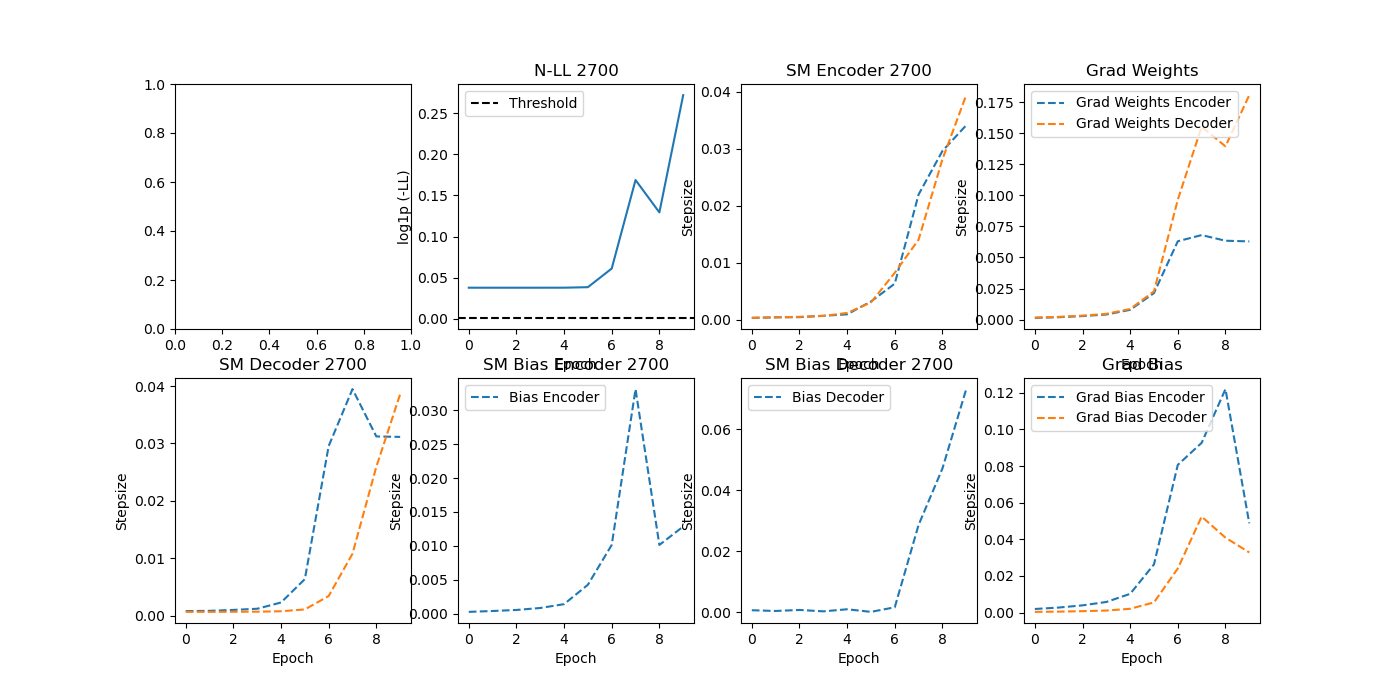 N-LL 2700
SM Encoder 2700
Grad Weights
1.0
0.8
0.6
0.4
0.2
0.0
0.0 0.2 0.4 0.6 0.8 1.0
log1p (-LL)
0.25
0.20
0.15
0.10
0.05
0.00
Threshold
0 2 4 6 8
Epoch
Stepsize
0.04
0.03
0.02
0.01
0.00
0 2 4 6 8
Epoch
Stepsize
0.175
0.150
0.125
0.100
0.075
0.050
0.025
0.000
Grad Weights Encoder
Grad Weights Decoder
0 2 4 6 8
Epoch
SM Decoder 2700
SM Bias Encoder 2700
SM Bias Decoder 2700
Grad Bias
Stepsize
0.04
0.03
0.02
0.01
0.00
0 2 4 6 8
Epoch
Stepsize
0.030
0.025
0.020
0.015
0.010
0.005
0.000
Bias Encoder
0 2 4 6 8
Epoch
Stepsize
0.06
0.04
0.02
0.00
Bias Decoder
0 2 4 6 8
Epoch
Stepsize
0.12
0.10
0.08
0.06
0.04
0.02
0.00
Grad Bias Encoder
Grad Bias Decoder
0 2 4 6 8
Epoch